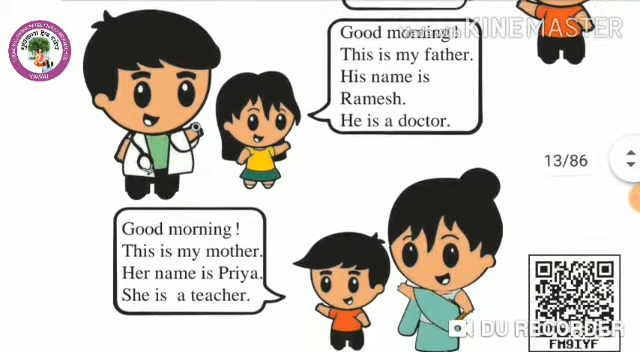 KINEMASTER
Good morning!
This is my father.
His name is
Ramesh.
He is a doctor.
13/86
Good morning !
This is my mother.
Her name is Priya.
She is a teacher.
DU RECORDER
FM9IYF